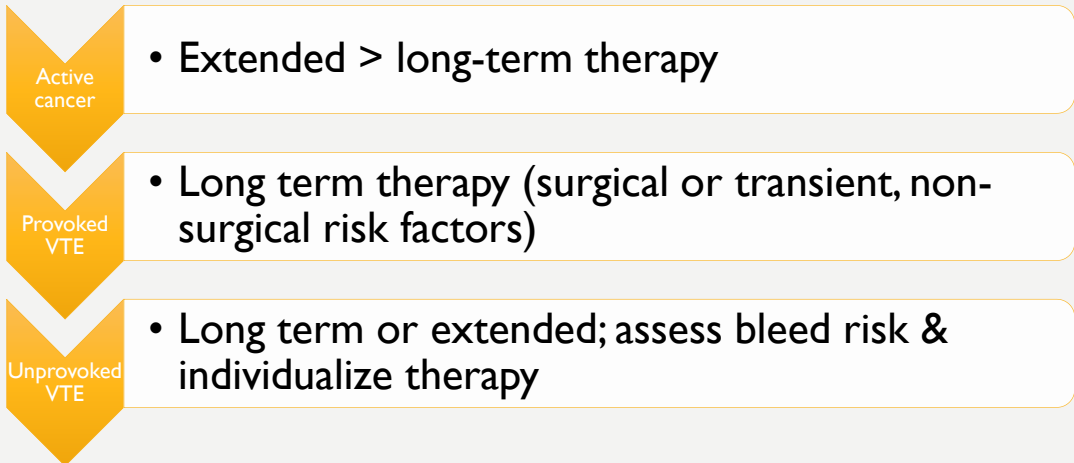 Active
cancer
• Extended > long-term therapy
Provoked
VTE
• Long term therapy (surgical or transient, non-
surgical risk factors)
Unprovoked
VTE
• Long term or extended; assess bleed risk &
individualize therapy